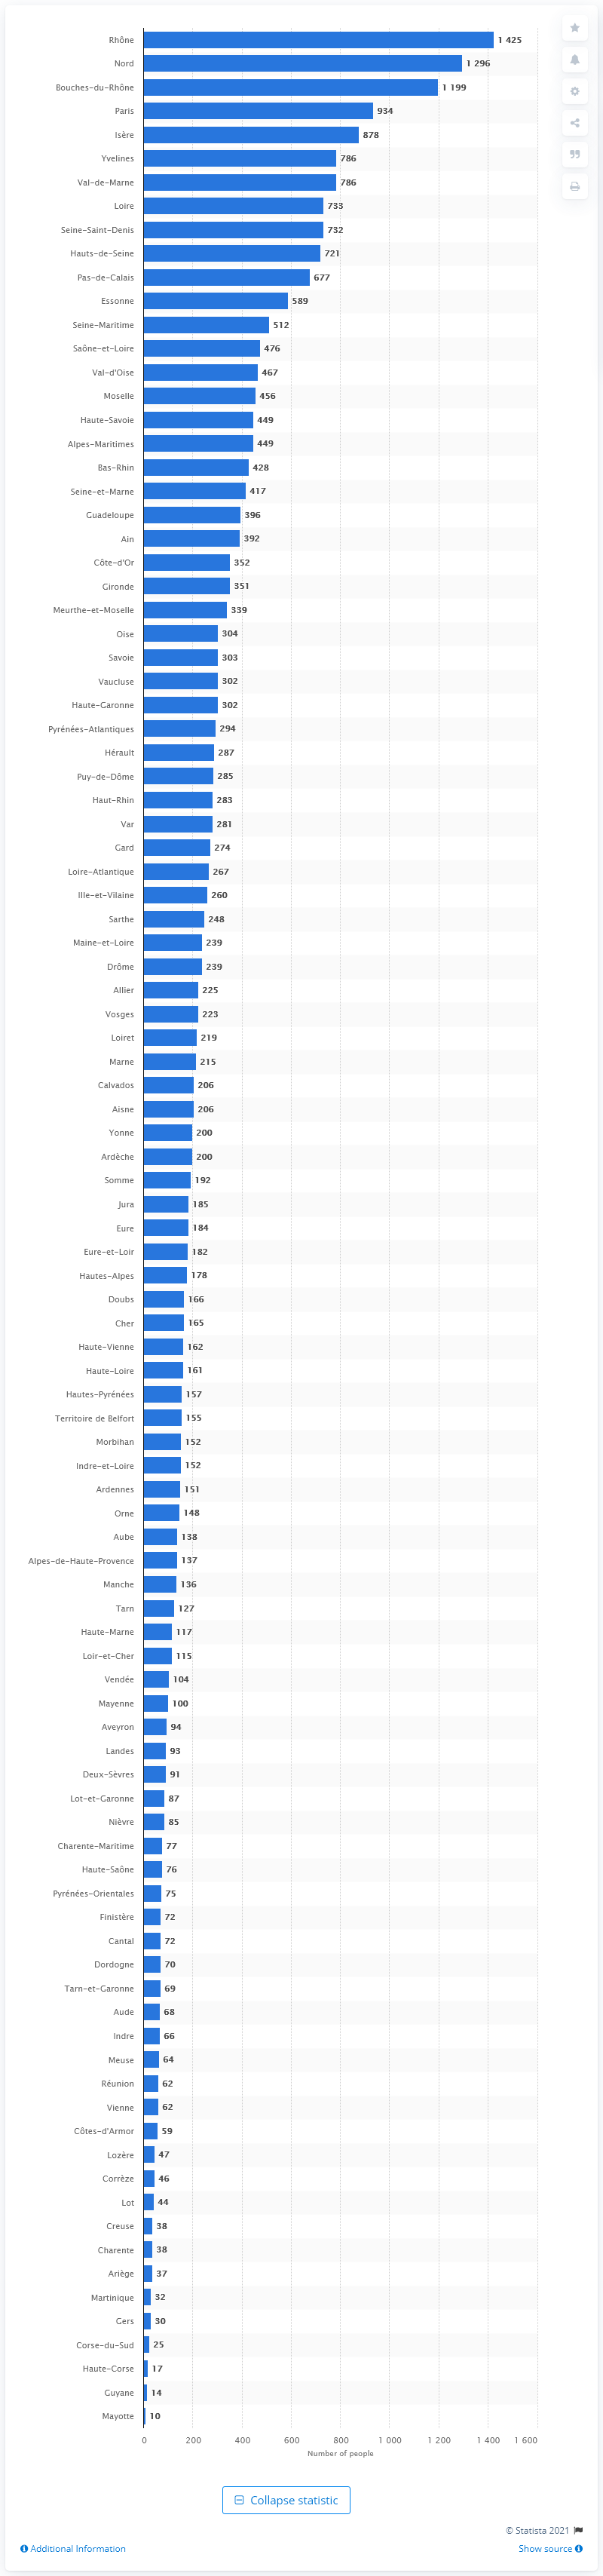 Rhône 1 425
Nord 1 296
Bouches-du-Rhône 1 199
Paris 934
Isère 878
Yvelines 786
Val-de-Marne 786
Loire 733
Seine-Saint-Denis 732
Hauts-de-Seine 721
Pas-de-Calais 677
Essonne 589
Seine-Maritime 512
Saône-et-Loire 476
Val-d'Oise 467
Moselle 456
Haute-Savoie 449
Alpes-Maritimes 449
Bas-Rhin 428
Seine-et-Marne 417
Guadeloupe 396
Ain 392
Côte-d'Or 352
Gironde 351
Meurthe-et-Moselle 339
Oise 304
Savoie 303
Vaucluse 302
Haute-Garonne 302
Pyrénées-Atlantiques 294
Hérault 287
Puy-de-Dôme 285
Haut-Rhin 283
Var 281
Gard 274
Loire-Atlantique 267
Ille-et-Vilaine 260
Sarthe 248
Maine-et-Loire 239
Drôme 239
Allier 225
Vosges 223
Loiret 219
Marne 215
Calvados 206
Aisne 206
Yonne 200
Ardèche 200
Somme 192
Jura 185
Eure 184
Eure-et-Loir 182
Hautes-Alpes 178
Doubs 166
Cher 165
Haute-Vienne 162
Haute-Loire 161
Hautes-Pyrénées 157
Territoire de Belfort 155
Morbihan 152
Indre-et-Loire 152
Ardennes 151
Orne 148
Aube 138
Alpes-de-Haute-Provence 137
Manche 136
Tarn 127
Haute-Marne 117
Loir-et-Cher 115
Vendée 104
Mayenne 100
Aveyron 94
Landes 93
Deux-Sèvres 91
Lot-et-Garonne 87
Nièvre 85
Charente-Maritime 77
Haute-Saône 76
Pyrénées-Orientales 75
Finistère 72
Cantal 72
Dordogne 70
Tarn-et-Garonne 69
Aude 68
Indre 66
Meuse 64
Réunion 62
Vienne 62
Côtes-d'Armor 59
Lozère 47
Corrèze 46
Lot 44
Creuse 38
Charente 38
Ariège 37
Martinique 32
Gers 30
Corse-du-Sud 25
Haute-Corse 17
Guyane 14
Mayotte 10
0 200 400 600 800 1 000 1 200 1 400 1 600
Number of people
Collapse statistic
© Statista 2021
Additional Information Show source